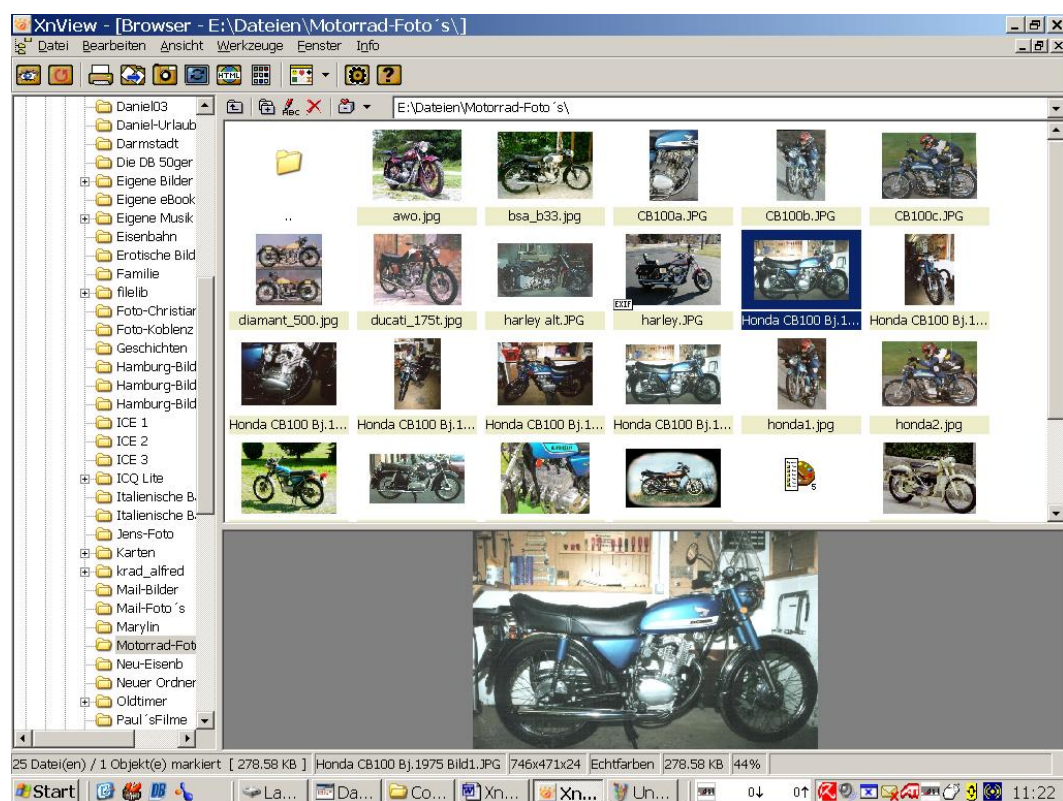 XnView - [Browser - E:\Dateien\Motorrad-Foto´s\]
Datei Bearbeiten Ansicht Werkzeuge Fenster Info
HTML
ABC
E:\Dateien\Motorrad-Foto´s\
Daniel03
Daniel-Urlaub
Darmstadt
Die DB 50ger
Eigene Bilder
Eigene eBook
Eigene Musik
Eisenbahn
Erotische Bild
Familie
filelib
Foto-Christian
Foto-Koblenz
Geschichten
Hamburg-Bild
Hamburg-Bild
Hamburg-Bild
ICE 1
ICE 2
ICE 3
ICQ Lite
Italienische B
Italienische B
Jens-Foto
Karten
krad_alfred
Mail-Bilder
Mail-Foto´s
Marylin
Motorrad-Fot
Neu-Eisenb
Neuer Ordner
Oldtimer
Paul´sFilme
.. awo.jpg bsa_b33.jpg CB100a.JPG CB100b.JPG CB100c.JPG
EXIF
diamant_500.jpg ducati_175t.jpg harley alt.JPG harley.JPG Honda CB100 Bj.1... Honda CB100 Bj.1...
Honda CB100 Bj.1... Honda CB100 Bj.1... Honda CB100 Bj.1... Honda CB100 Bj.1... honda1.jpg honda2.jpg
25 Datei(en) / 1 Objekt(e) markiert [ 278.58 KB ] Honda CB100 Bj.1975 Bild1.JPG 746x471x24 Echtfarben 278.58 KB 44%
Start La... Da... Co... Xn... Xn... Un... 0↓ 0↑ 11:22